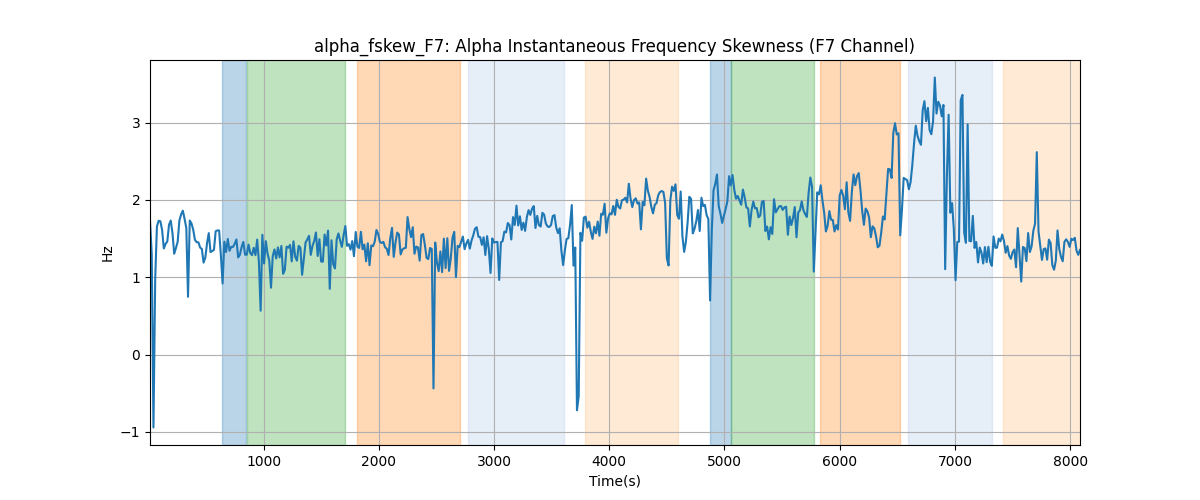 alpha_fskew_F7: Alpha Instantaneous Frequency Skewness (F7 Channel)
3
2
1
0
−1
Hz
1000 2000 3000 4000 5000 6000 7000 8000
Time(s)